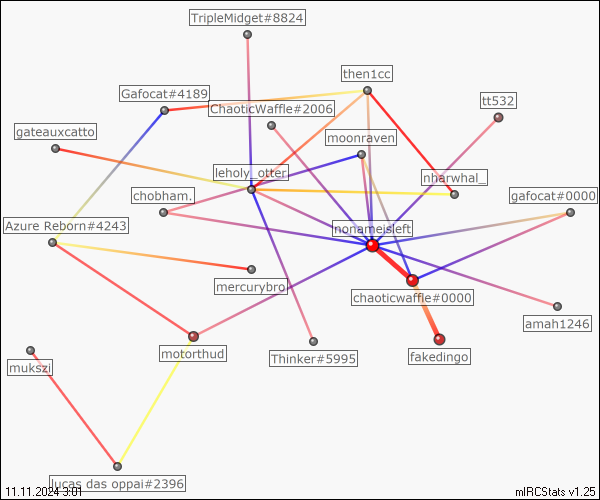 TripleMidget#8824
then1cc
Gafocat#4189
ChaoticWaffle#2006
tt532
gateauxcatto
moonraven
leholy_otter
nharwhal_
chobham.
gafocat#0000
Azure Reborn#4243
nonameisleft
mercurybro
chaoticwaffle#0000
amah1246
motorthud
Thinker#5995
fakedingo
mukszi
lucas das oppai#2396
11.11.2024 3:01
mIRCStats v1.25